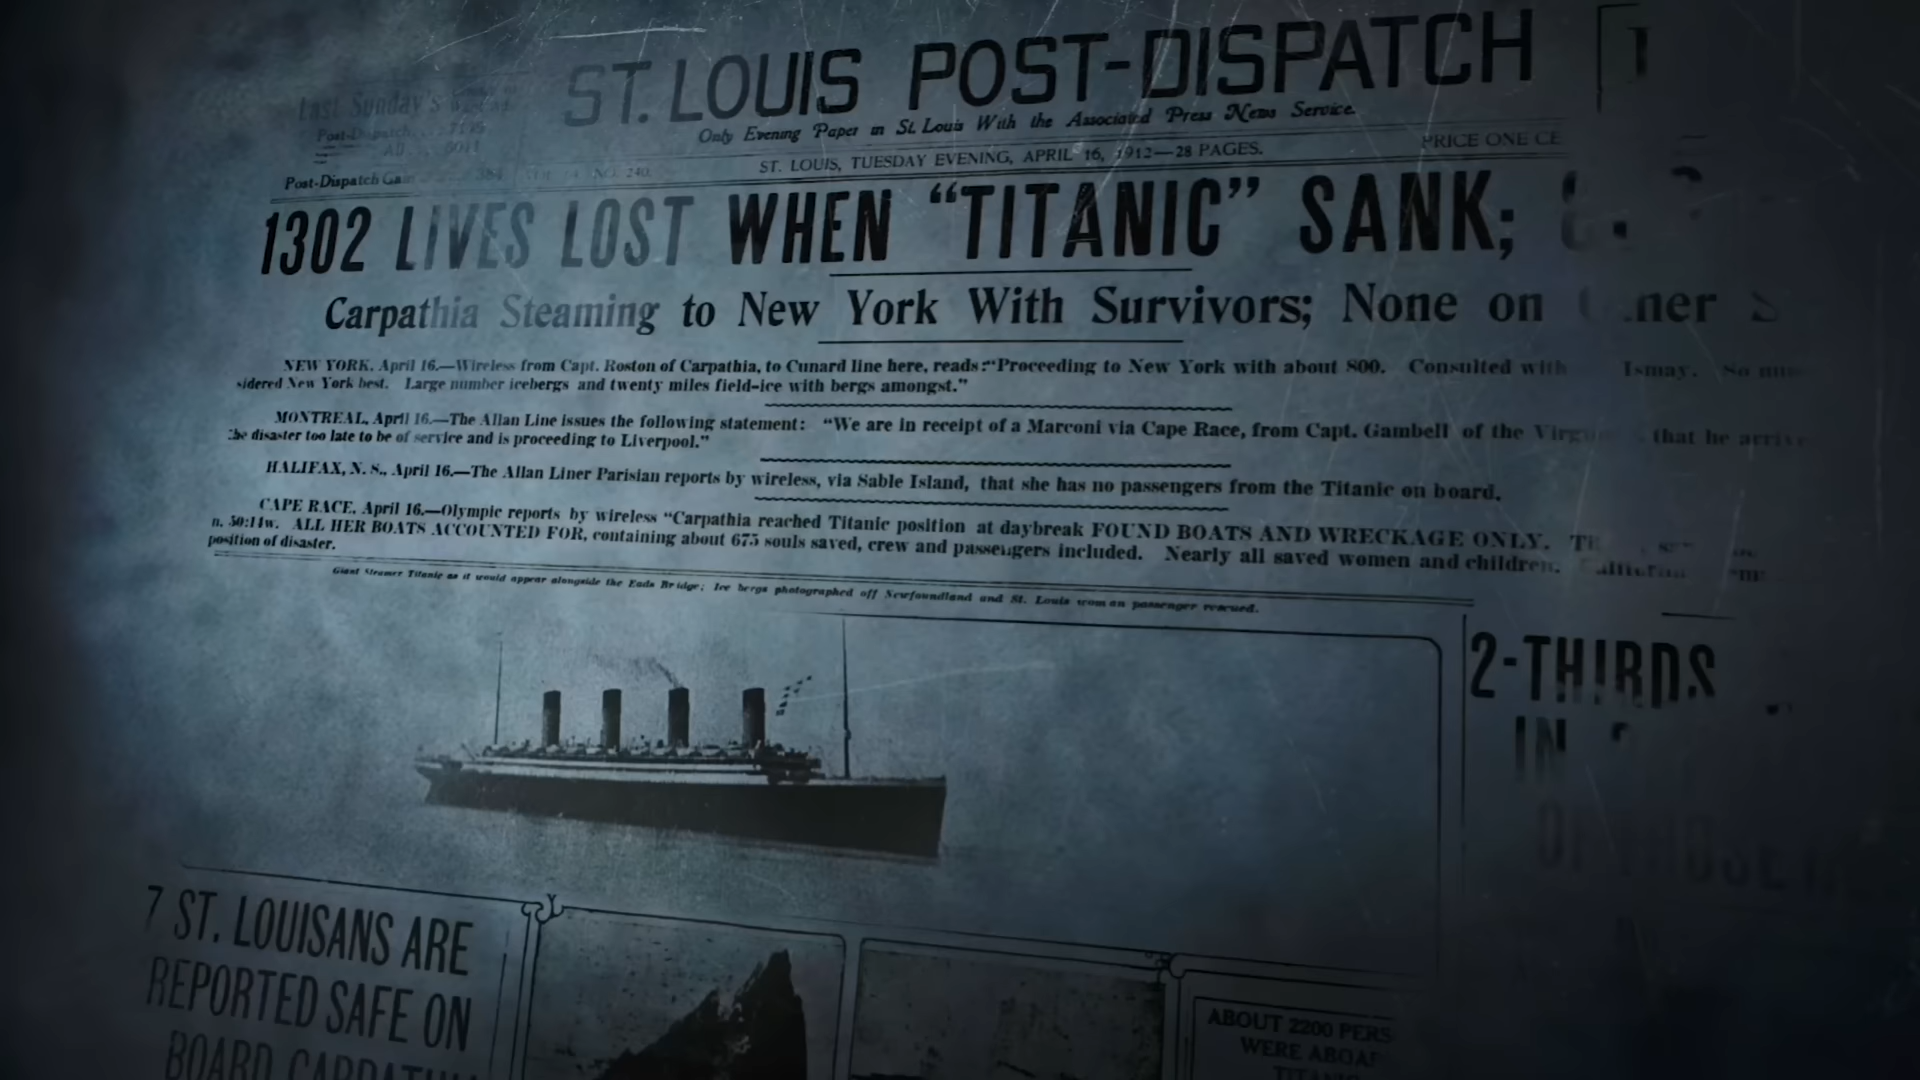 ST. LOUIS POST-DISPATCH
Only Evening Paper in St. Louis With the Associated Press News Service.
Last Sunday's
Post-Dispatch
Post-Dispatch
NO. 240.
ST. LOUIS, TUESDAY EVENING, APRIL 16, 1912—28 PAGES.
PRICE ONE
1302 LIVES LOST WHEN “TITANIC” SANK;
Carpathia Steaming to New York With Survivors; None on
NEW YORK, April 16.—Wireless from Capt. Roston of Carpathia, to Cunard line here, reads: “Proceeding to New York with about 800. Consulted with Ismay.
sidered New York best. Large number icebergs and twenty miles field-ice with bergs amongst.”
MONTREAL, April 16.—The Allan Line issues the following statement: “We are in receipt of a Marconi via Cape Race, from Capt. Gambell of the that he
the disaster too late to be of service and is proceeding to Liverpool.”
HALIFAX, N. S., April 16.—The Allan Liner Parisian reports by wireless, via Sable Island, that she has no passengers from the Titanic on board.
CAPE RACE, April 16.—Olympic reports by wireless “Carpathia reached Titanic position at daybreak FOUND BOATS AND WRECKAGE ONLY.
n, 50:14w. ALL HER BOATS ACCOUNTED FOR, containing about 675 souls saved, crew and passengers included. Nearly all saved women and children.
position of disaster.
Giant Steamer Titanic as it would appear alongside the Eads Bridge; Ice bergs photographed off Newfoundland and St. Louis woman passenger rescued.
2-THIRDS
IN
7 ST. LOUISANS ARE
REPORTED SAFE ON
BOARD CARPATHIA
ABOUT 2200 PERS
WERE ABOA